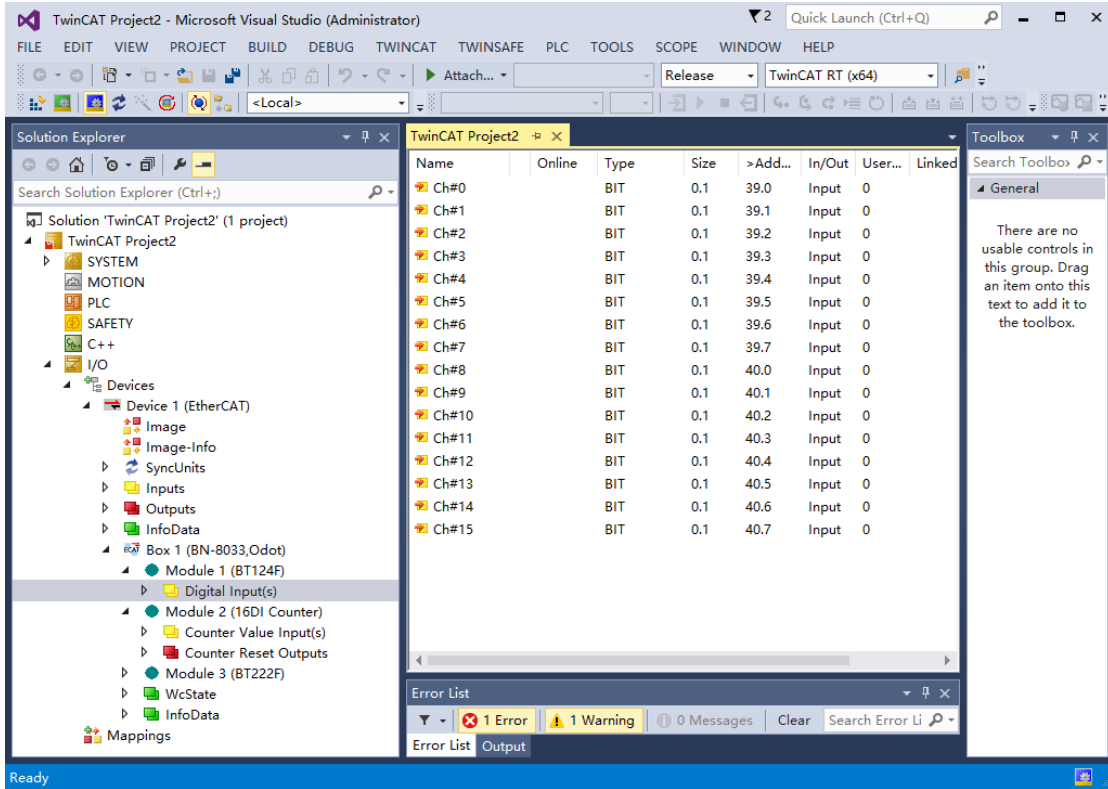 TwinCAT Project2 - Microsoft Visual Studio (Administrator)
2
Quick Launch (Ctrl+Q)
FILE EDIT VIEW PROJECT BUILD DEBUG TWINCAT TWINSAFE PLC TOOLS SCOPE WINDOW HELP
Attach... Release TwinCAT RT (x64)
<Local>
Solution Explorer
Search Solution Explorer (Ctrl+;)
Solution 'TwinCAT Project2' (1 project)
TwinCAT Project2
SYSTEM
MOTION
PLC
SAFETY
C++
I/O
Devices
Device 1 (EtherCAT)
Image
Image-Info
SyncUnits
Inputs
Outputs
InfoData
Box 1 (BN-8033,Odot)
Module 1 (BT124F)
Digital Input(s)
Module 2 (16DI Counter)
Counter Value Input(s)
Counter Reset Outputs
Module 3 (BT222F)
WcState
InfoData
Mappings
TwinCAT Project2
Name Online Type Size >Add... In/Out User... Linked
Ch#0 BIT 0.1 39.0 Input 0
Ch#1 BIT 0.1 39.1 Input 0
Ch#2 BIT 0.1 39.2 Input 0
Ch#3 BIT 0.1 39.3 Input 0
Ch#4 BIT 0.1 39.4 Input 0
Ch#5 BIT 0.1 39.5 Input 0
Ch#6 BIT 0.1 39.6 Input 0
Ch#7 BIT 0.1 39.7 Input 0
Ch#8 BIT 0.1 40.0 Input 0
Ch#9 BIT 0.1 40.1 Input 0
Ch#10 BIT 0.1 40.2 Input 0
Ch#11 BIT 0.1 40.3 Input 0
Ch#12 BIT 0.1 40.4 Input 0
Ch#13 BIT 0.1 40.5 Input 0
Ch#14 BIT 0.1 40.6 Input 0
Ch#15 BIT 0.1 40.7 Input 0
Error List
1 Error 1 Warning 0 Messages Clear Search Error Li
Error List Output
Toolbox
Search Toolbox
General
There are no
usable controls in
this group. Drag
an item onto this
text to add it to
the toolbox.
Ready